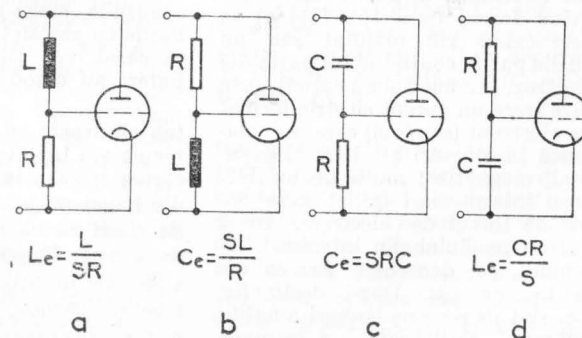 L
R
R
L
C
R
R
C
Le = L/SR
Ce = SL/R
Ce = SRC
Le = CR/S
a
b
c
d